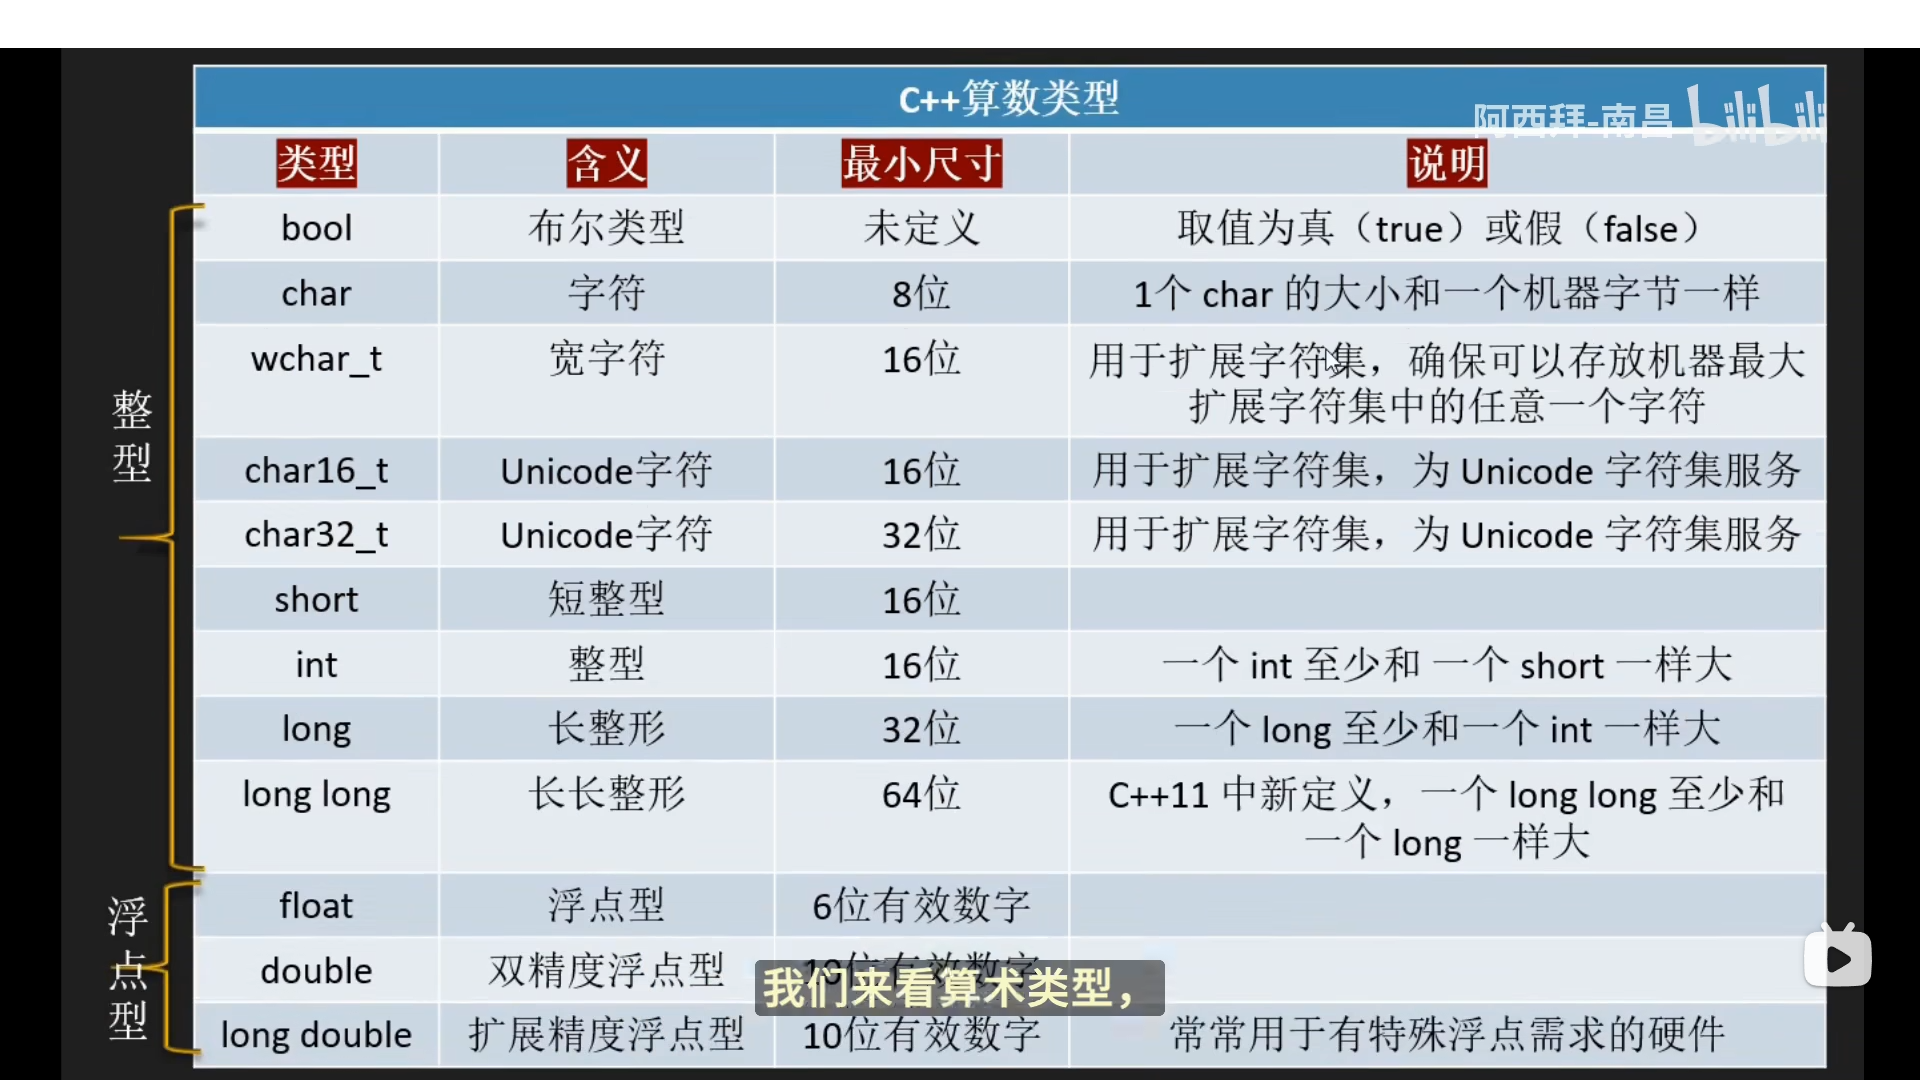 C++算数类型
阿西拜-南昌 bilibili
类型 含义 最小尺寸 说明
整型
bool 布尔类型 未定义 取值为真（true）或假（false）
char 字符 8位 1个 char 的大小和一个机器字节一样
wchar_t 宽字符 16位 用于扩展字符集，确保可以存放机器最大
扩展字符集中的任意一个字符
char16_t Unicode字符 16位 用于扩展字符集，为 Unicode 字符集服务
char32_t Unicode字符 32位 用于扩展字符集，为 Unicode 字符集服务
short 短整型 16位
int 整型 16位 一个 int 至少和 一个 short 一样大
long 长整形 32位 一个 long 至少和一个 int 一样大
long long 长长整形 64位 C++11 中新定义，一个 long long 至少和
一个 long 一样大
浮点型
float 浮点型 6位有效数字
double 双精度浮点型 10位有效数字
我们来看算术类型，
long double 扩展精度浮点型 10位有效数字 常常用于有特殊浮点需求的硬件